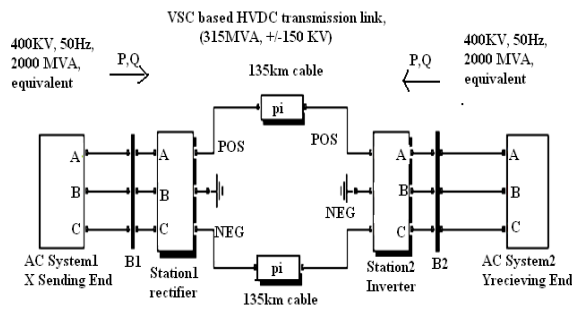 VSC based HVDC transmission link,
(315MVA, +/-150 KV)
400KV, 50Hz,
2000 MVA,
equivalent
P,Q
135km cable
pi
P,Q
400KV, 50Hz,
2000 MVA,
equivalent
POS
POS
A
A
A
A
B
B
B
B
C
C
C
C
NEG
NEG
AC System1
X Sending End
B1
Station1
rectifier
pi
135km cable
Station2
Inverter
B2
AC System2
Yrecieving End